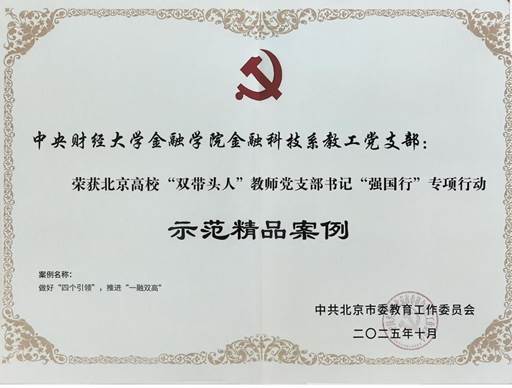 中央财经大学金融学院金融科技系教工党支部：
荣获北京高校“双带头人”教师党支部书记“强国行”专项行动
示范精品案例
案例名称：
做好“四个引领”，推进“一融双高”
中共北京市委教育工作委员会
二〇二五年十月